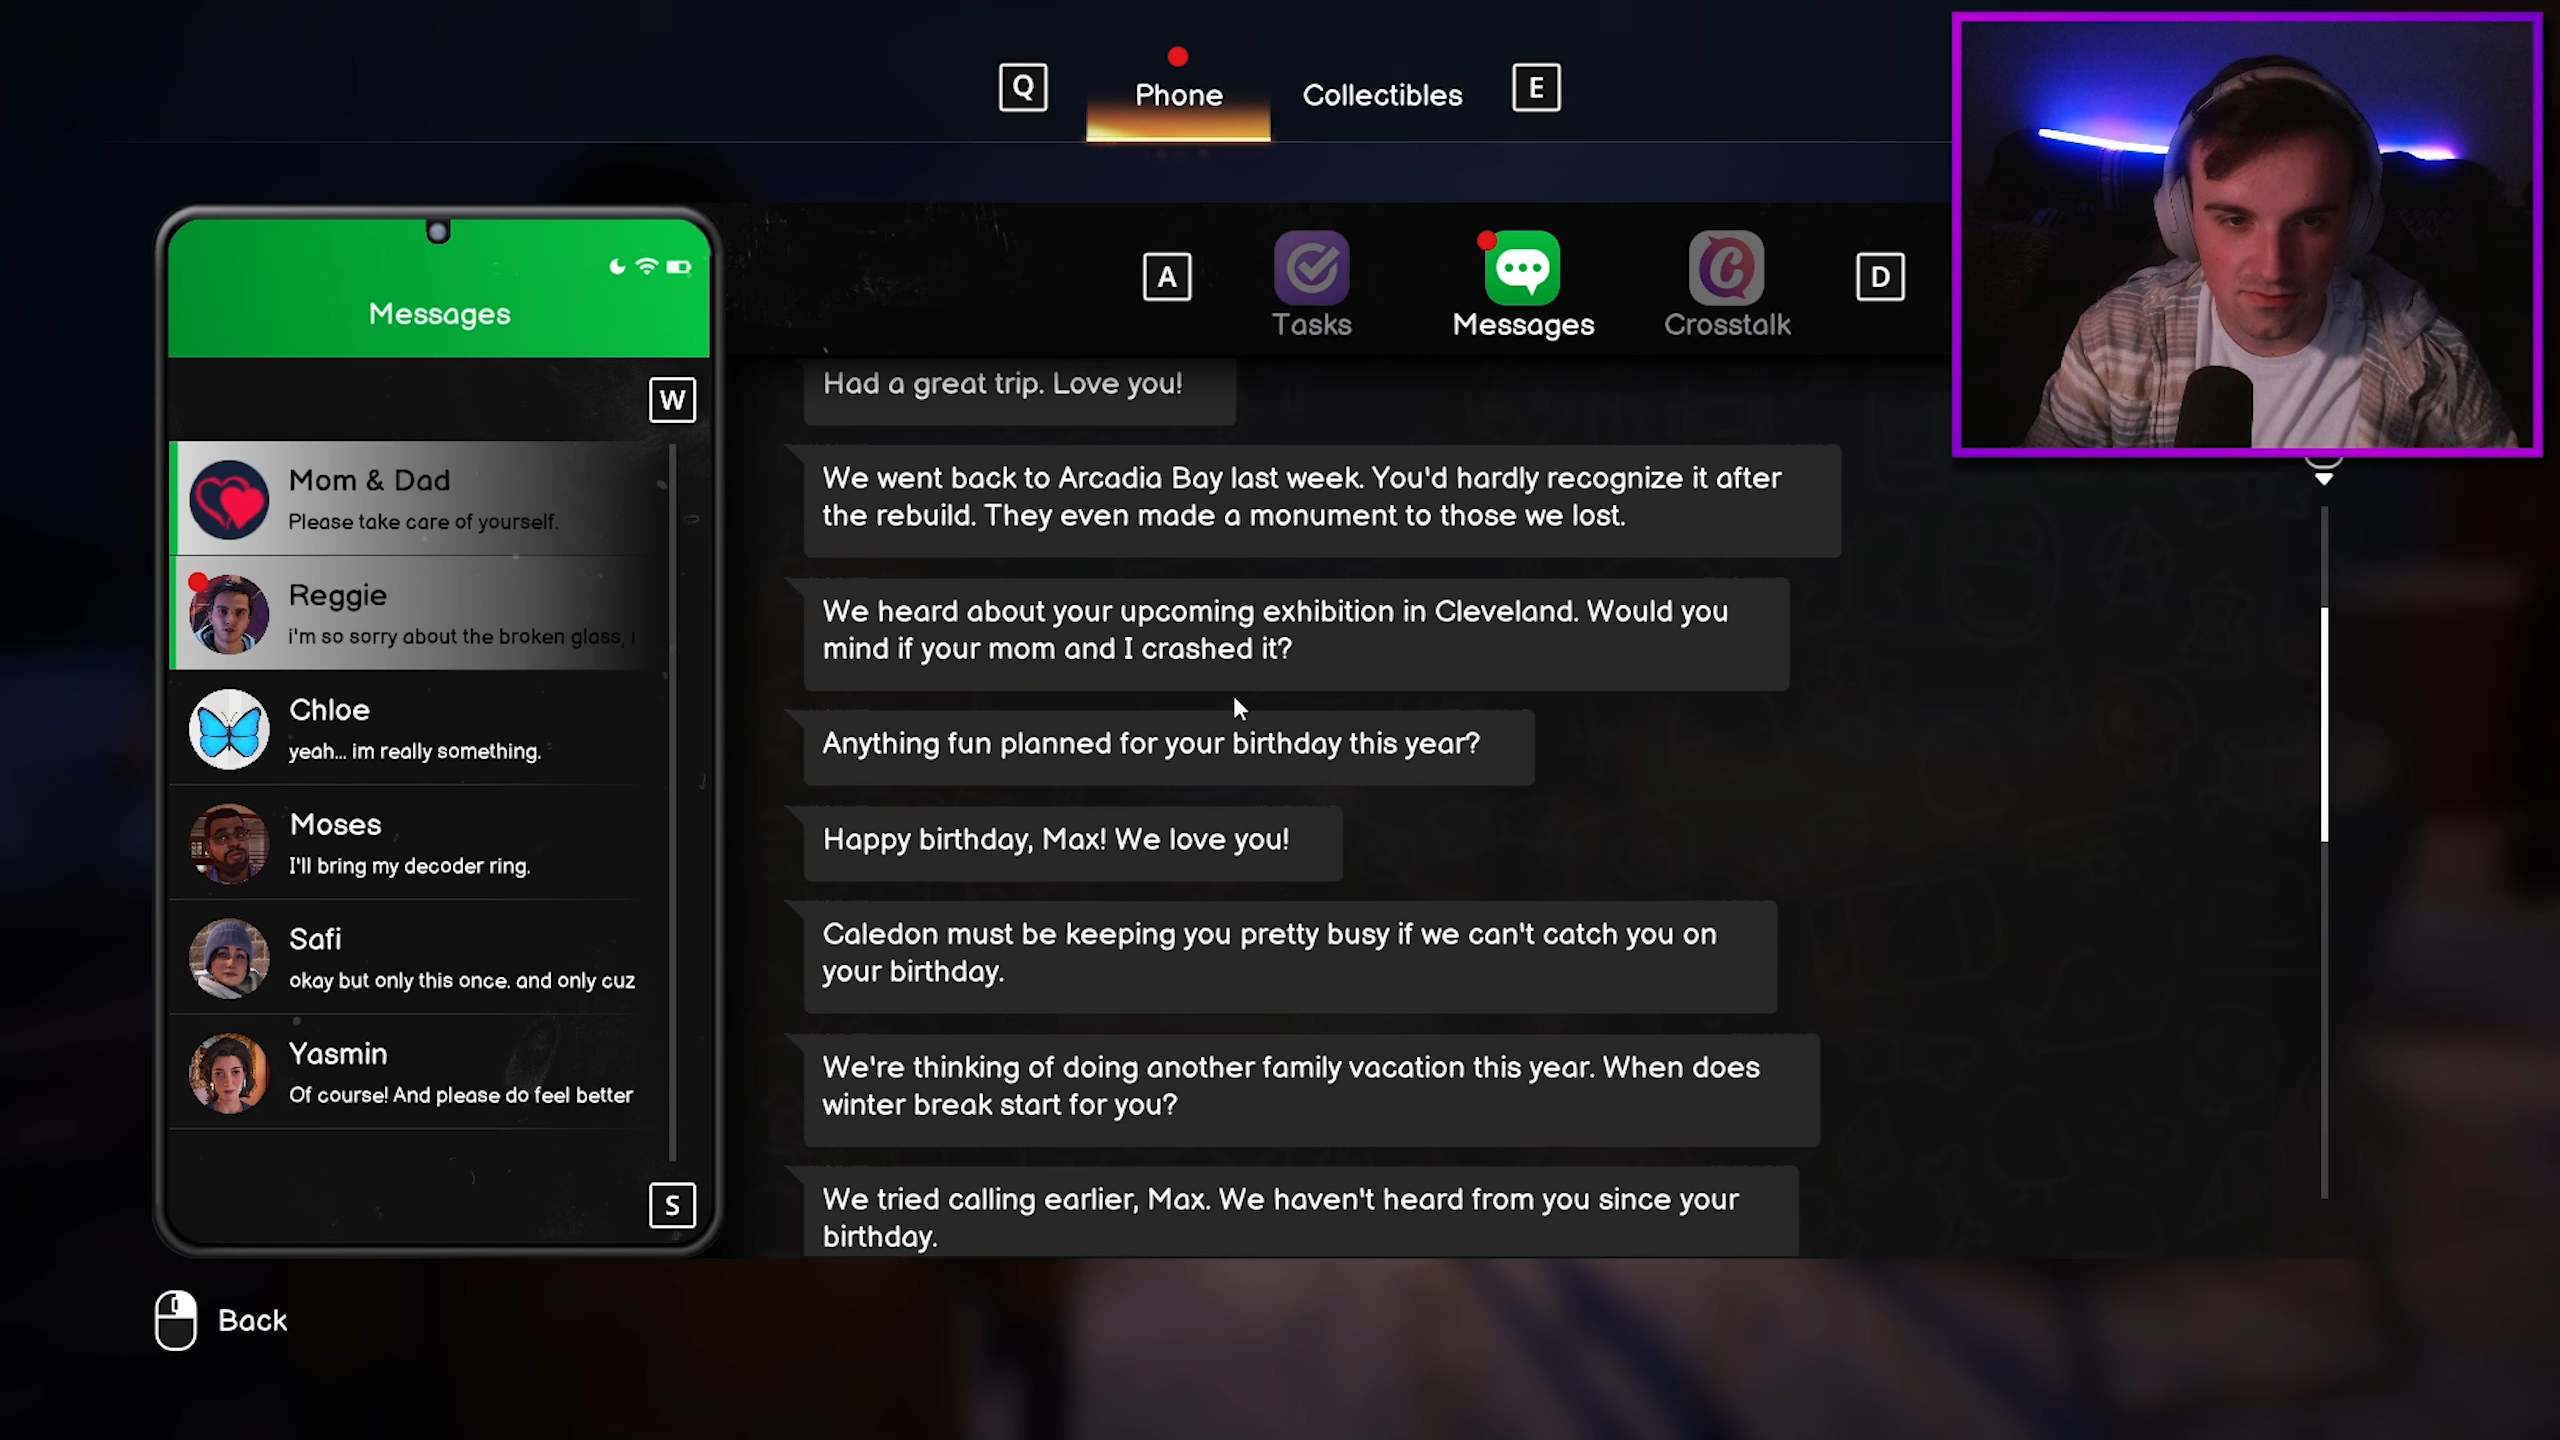 Q
Phone
Collectibles
E
Messages
A
Tasks
Messages
Crosstalk
D
W
Mom & Dad
Please take care of yourself.
Reggie
i'm so sorry about the broken glass,
Chloe
yeah... im really something.
Moses
I'll bring my decoder ring.
Safi
okay but only this once. and only cuz
Yasmin
Of course! And please do feel better
S
Had a great trip. Love you!
We went back to Arcadia Bay last week. You'd hardly recognize it after
the rebuild. They even made a monument to those we lost.
We heard about your upcoming exhibition in Cleveland. Would you
mind if your mom and I crashed it?
Anything fun planned for your birthday this year?
Happy birthday, Max! We love you!
Caledon must be keeping you pretty busy if we can't catch you on
your birthday.
We're thinking of doing another family vacation this year. When does
winter break start for you?
We tried calling earlier, Max. We haven't heard from you since your
birthday.
Back